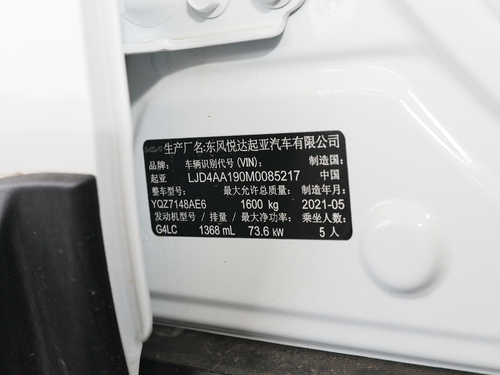 KIA 生产厂名:东风悦达起亚汽车有限公司
品牌: 车辆识别代号(VIN): 制造国:
起亚 LJD4AA190M0085217 中国
整车型号: 最大允许总质量: 制造年月:
YQZ7148AE6 1600 kg 2021-05
发动机型号/ 排量/ 最大净功率: 乘坐人数:
G4LC 1368 mL 73.6 kW 5 人